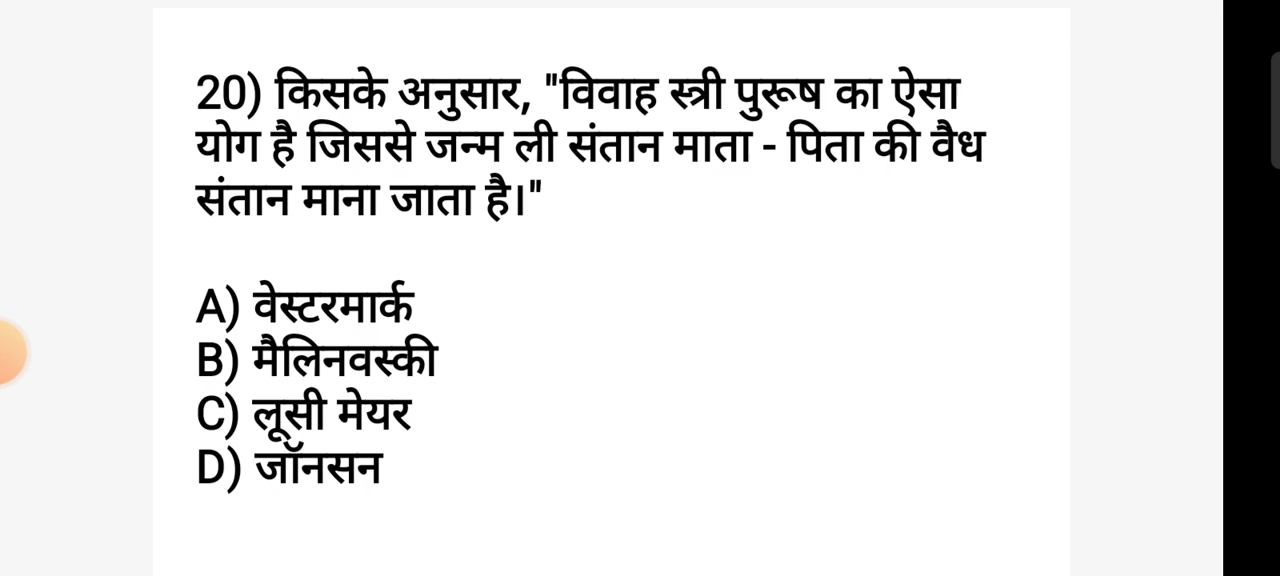 20) किसके अनुसार, "विवाह स्त्री पुरूष का ऐसा
योग है जिससे जन्म ली संतान माता - पिता की वैध
संतान माना जाता है।"
A) वेस्टरमार्क
B) मैलिनवस्की
C) लूसी मेयर
D) जॉनसन